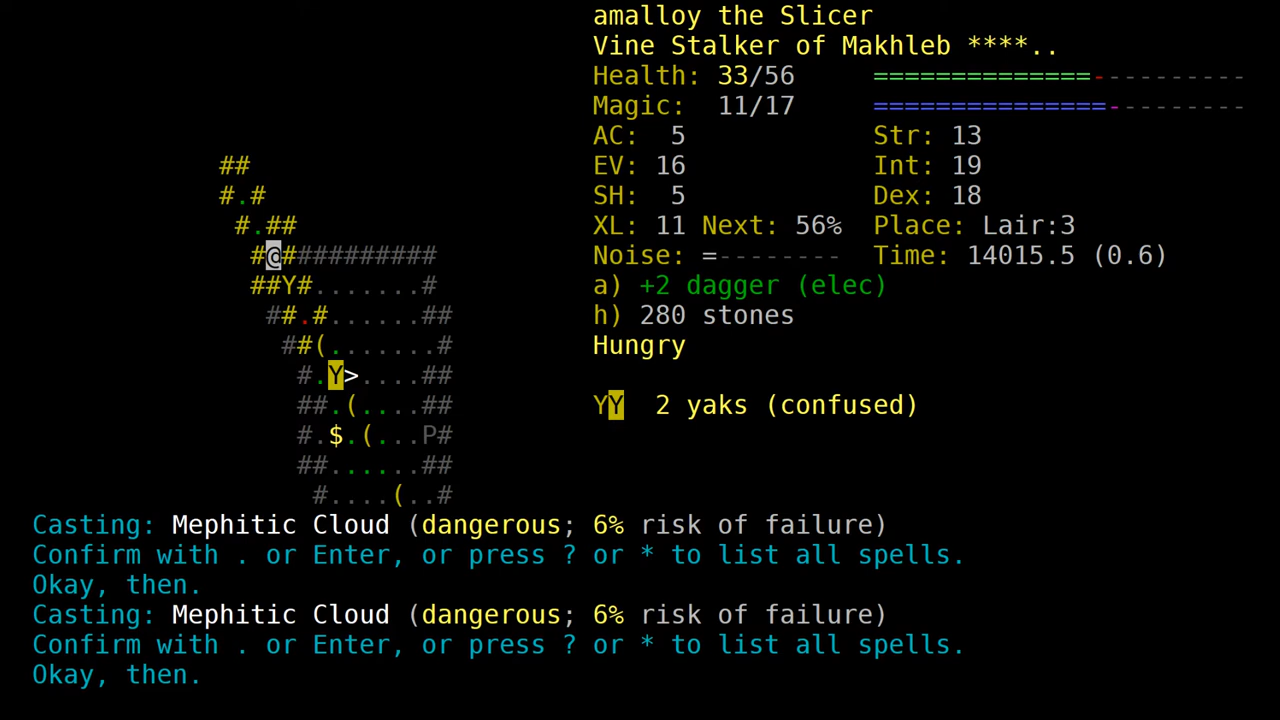 amalloy the Slicer
Vine Stalker of Makhleb ****..
Health: 33/56 ==============----------
Magic: 11/17 ================---------
AC: 5 Str: 13
## EV: 16 Int: 19
#.# SH: 5 Dex: 18
#.## XL: 11 Next: 56% Place: Lair:3
#@########## Noise: =-------- Time: 14015.5 (0.6)
##Y#.......# a) +2 dagger (elec)
##.#......## h) 280 stones
##(.......# Hungry
#.Y>....##
##.(....## YY 2 yaks (confused)
#.$.(...P#
##......##
#....(..#
Casting: Mephitic Cloud (dangerous; 6% risk of failure)
Confirm with . or Enter, or press ? or * to list all spells.
Okay, then.
Casting: Mephitic Cloud (dangerous; 6% risk of failure)
Confirm with . or Enter, or press ? or * to list all spells.
Okay, then.